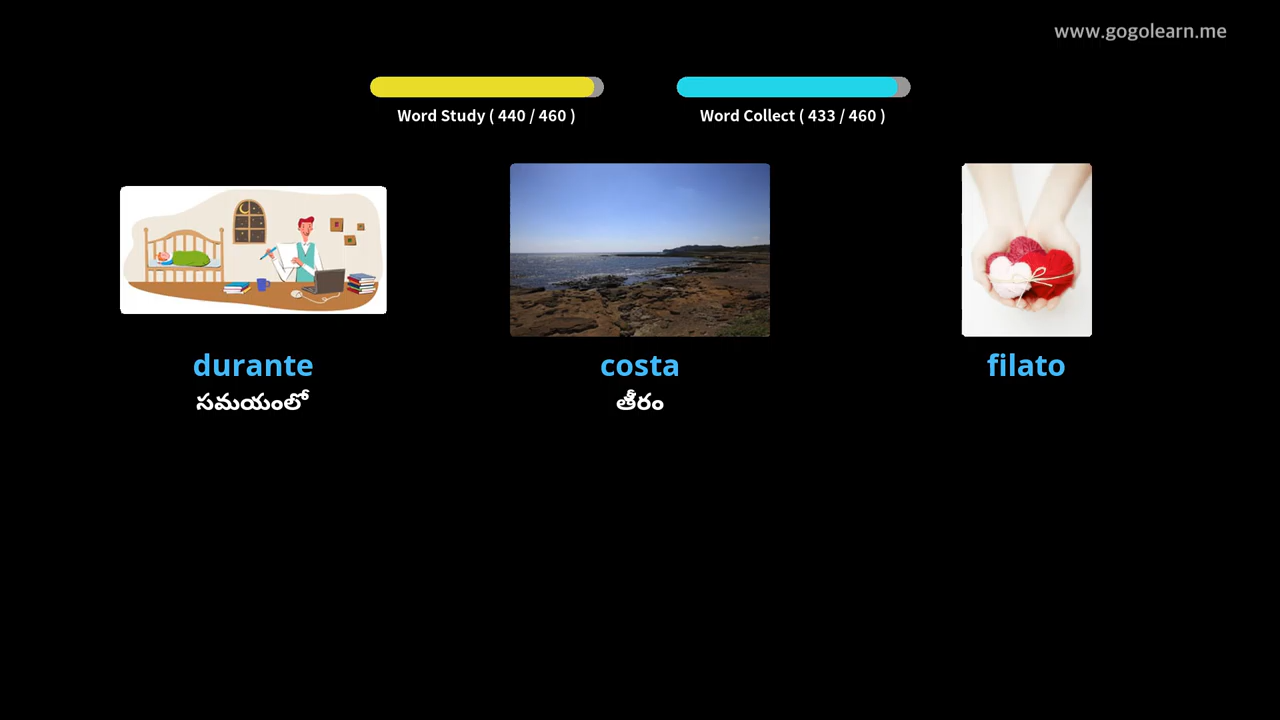 www.gogolearn.me
Word Study ( 440 / 460 )
Word Collect ( 433 / 460 )
durante
costa
filato
సమయంలో
తీరం